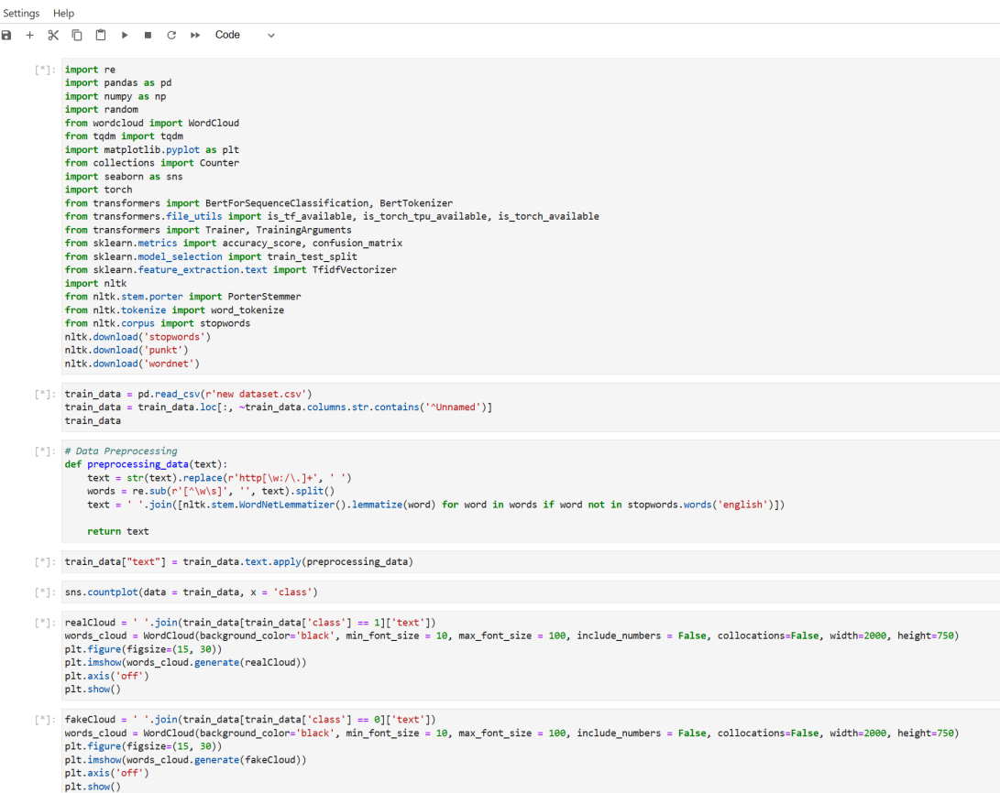 Settings Help
Code
[*]: import re
import pandas as pd
import numpy as np
import random
from wordcloud import WordCloud
from tqdm import tqdm
import matplotlib.pyplot as plt
from collections import Counter
import seaborn as sns
import torch
from transformers import BertForSequenceClassification, BertTokenizer
from transformers.file_utils import is_tf_available, is_torch_tpu_available, is_torch_available
from transformers import Trainer, TrainingArguments
from sklearn.metrics import accuracy_score, confusion_matrix
from sklearn.model_selection import train_test_split
from sklearn.feature_extraction.text import TfidfVectorizer
import nltk
from nltk.stem.porter import PorterStemmer
from nltk.tokenize import word_tokenize
from nltk.corpus import stopwords
nltk.download('stopwords')
nltk.download('punkt')
nltk.download('wordnet')
[*]: train_data = pd.read_csv(r'new dataset.csv')
train_data = train_data.loc[:, ~train_data.columns.str.contains('^Unnamed')]
train_data
[*]: # Data Preprocessing
def preprocessing_data(text):
    text = str(text).replace(r'http[\w:/\.]+', ' ')
    words = re.sub(r'[^\w\s]', '', text).split()
    text = ' '.join([nltk.stem.WordNetLemmatizer().lemmatize(word) for word in words if word not in stopwords.words('english')])
    return text
[*]: train_data["text"] = train_data.text.apply(preprocessing_data)
[*]: sns.countplot(data = train_data, x = 'class')
[*]: realCloud = ' '.join(train_data[train_data['class'] == 1]['text'])
words_cloud = WordCloud(background_color='black', min_font_size = 10, max_font_size = 100, include_numbers = False, collocations=False, width=2000, height=750)
plt.figure(figsize=(15, 30))
plt.imshow(words_cloud.generate(realCloud))
plt.axis('off')
plt.show()
[*]: fakeCloud = ' '.join(train_data[train_data['class'] == 0]['text'])
words_cloud = WordCloud(background_color='black', min_font_size = 10, max_font_size = 100, include_numbers = False, collocations=False, width=2000, height=750)
plt.figure(figsize=(15, 30))
plt.imshow(words_cloud.generate(fakeCloud))
plt.axis('off')
plt.show()